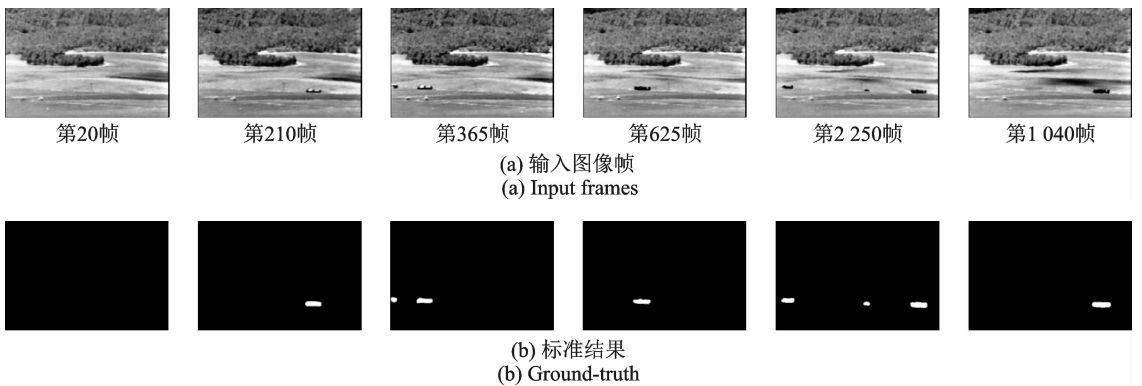 第20帧 第210帧 第365帧 第625帧 第2 250帧 第1 040帧
(a) 输入图像帧
(a) Input frames
(b) 标准结果
(b) Ground-truth